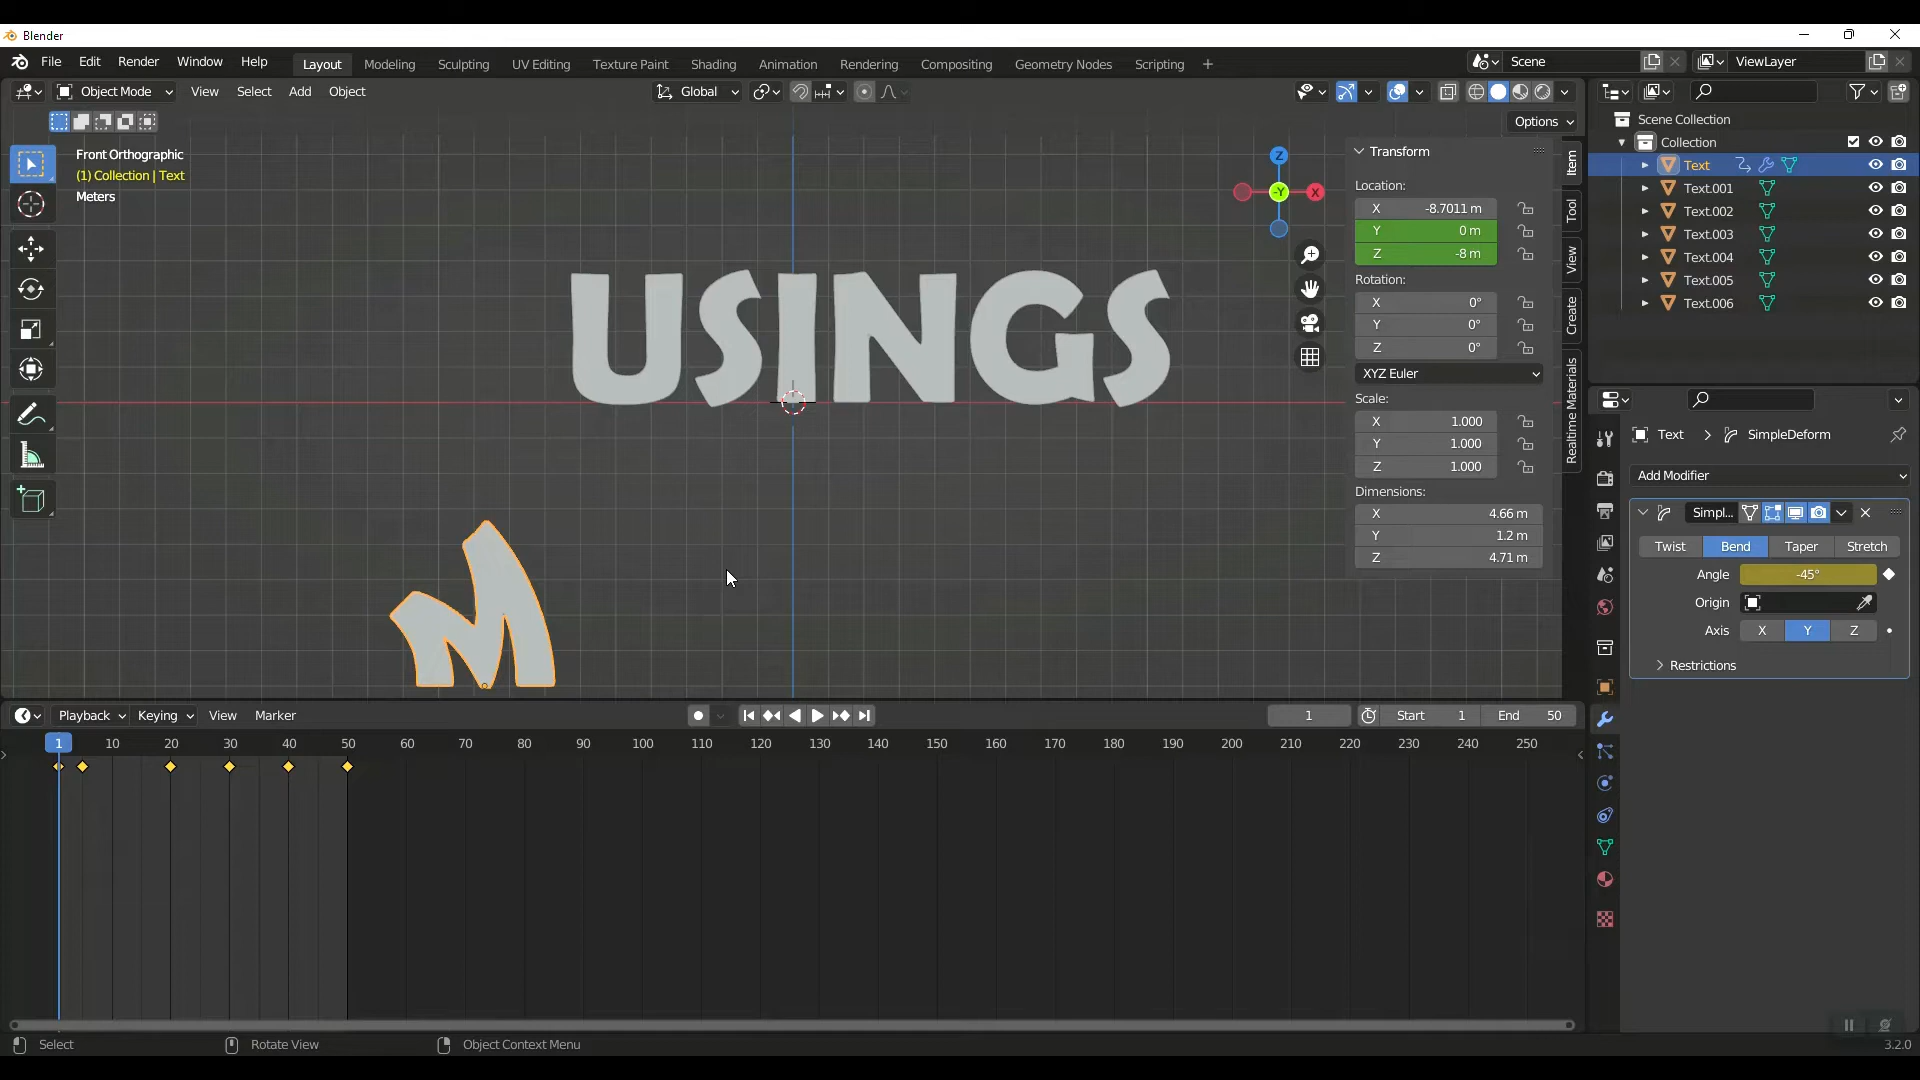 Blender
File Edit Render Window Help Layout Modeling Sculpting UV Editing Texture Paint Shading Animation Rendering Compositing Geometry Nodes Scripting + Scene ViewLayer
Object Mode View Select Add Object Global
Options
Front Orthographic
(1) Collection | Text
Meters
USINGS
M
Z
-Y
X
Transform
Location:
X -8.7011 m
Y 0 m
Z -8 m
Rotation:
X 0°
Y 0°
Z 0°
XYZ Euler
Scale:
X 1.000
Y 1.000
Z 1.000
Dimensions:
X 4.66 m
Y 1.2 m
Z 4.71 m
Item
Tool
View
Create
Realtime Materials
Scene Collection
Collection
Text
Text.001
Text.002
Text.003
Text.004
Text.005
Text.006
Text > SimpleDeform
Add Modifier
Simpl...
Twist Bend Taper Stretch
Angle -45°
Origin
Axis X Y Z
Restrictions
Playback Keying View Marker 1 Start 1 End 50
1 10 20 30 40 50 60 70 80 90 100 110 120 130 140 150 160 170 180 190 200 210 220 230 240 250
Select Rotate View Object Context Menu 3.2.0